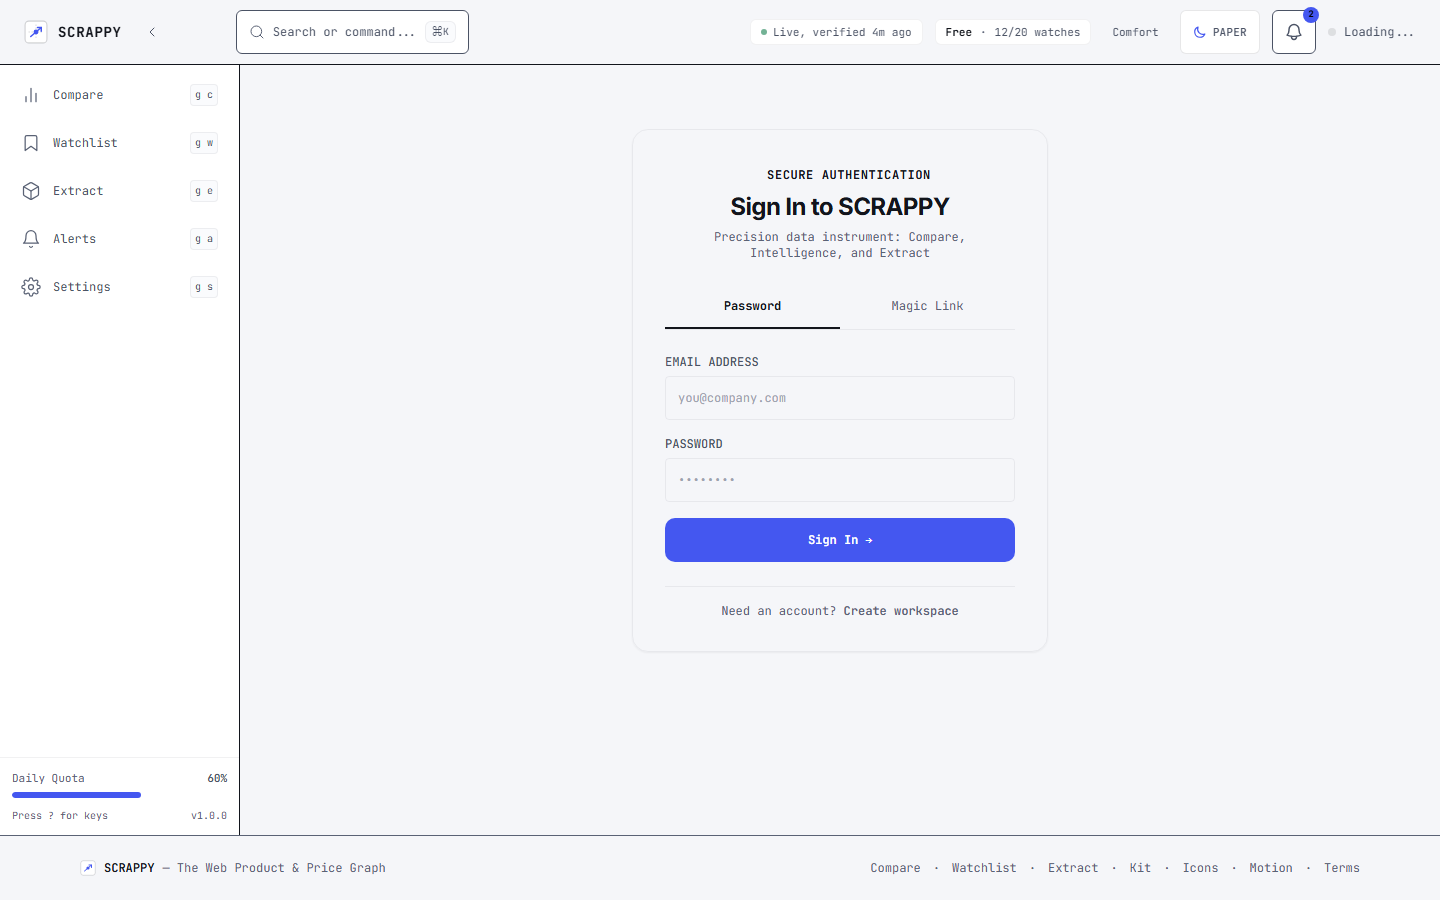 SCRAPPY
Search or command... ⌘K
Live, verified 4m ago
Free · 12/20 watches
Comfort
PAPER
2
Loading...
Compare g c
Watchlist g w
Extract g e
Alerts g a
Settings g s
SECURE AUTHENTICATION
Sign In to SCRAPPY
Precision data instrument: Compare,
Intelligence, and Extract
Password Magic Link
EMAIL ADDRESS
you@company.com
PASSWORD
••••••••
Sign In →
Need an account? Create workspace
Daily Quota 60%
Press ? for keys v1.0.0
SCRAPPY — The Web Product & Price Graph
Compare · Watchlist · Extract · Kit · Icons · Motion · Terms